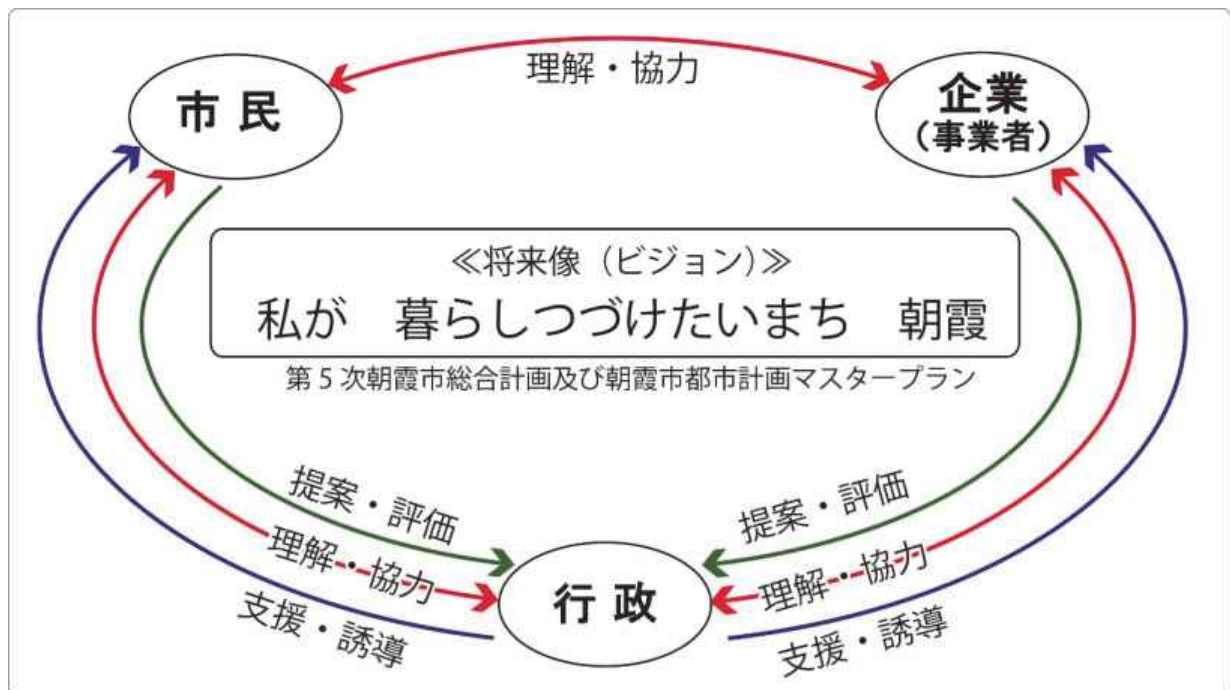 理解・協力
市民
企業
(事業者)
≪将来像(ビジョン)≫
私が 暮らしつづけたいまち 朝霞
第5次朝霞市総合計画及び朝霞市都市計画マスタープラン
提案・評価
提案・評価
理解・協力
理解・協力
支援・誘導
支援・誘導
行政